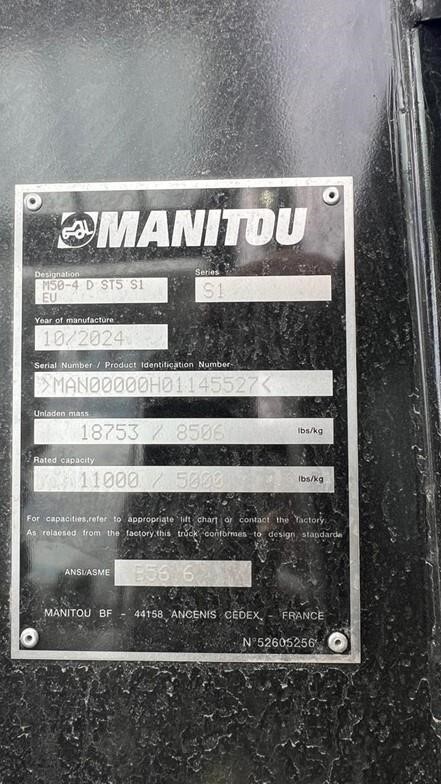 MANITOU
Designation Series
M50-4 D ST5 S1
EU
S1
Year of manufacture
10/2024
Serial Number / Product Identification Number
>MAN00000H01145527<
Unladen mass
18753 / 8506 lbs/kg
Rated capacity
11000 / 5000 lbs/kg
For capacities,refer to appropriate lift chart or contact the factory.
As relaesed from the factory,this truck conformes to design standards
ANSI/ASME B56.6
MANITOU BF - 44158 ANCENIS CEDEX - FRANCE
N°52605256